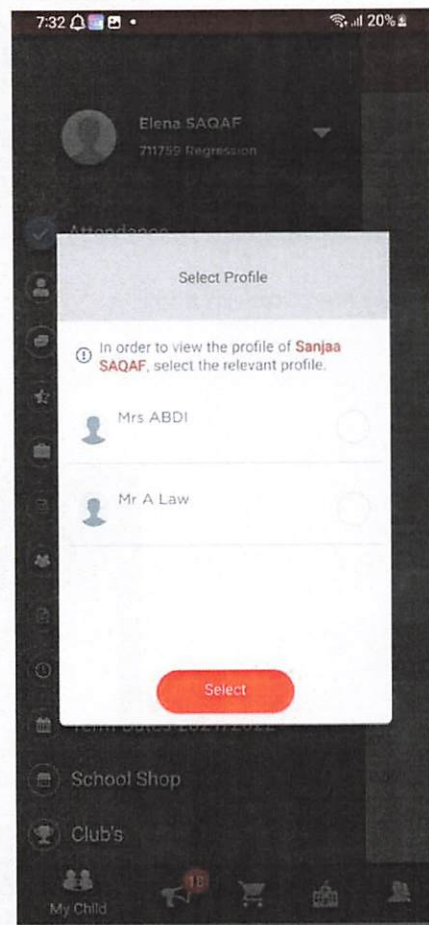 7:32
20%
Elena SAQAF
711759 Regression
Attendance
Select Profile
In order to view the profile of Sanjaa
SAQAF, select the relevant profile.
Mrs ABDI
Mr A Law
Select
Term Dates 2021/2022
School Shop
Club's
18
My Child